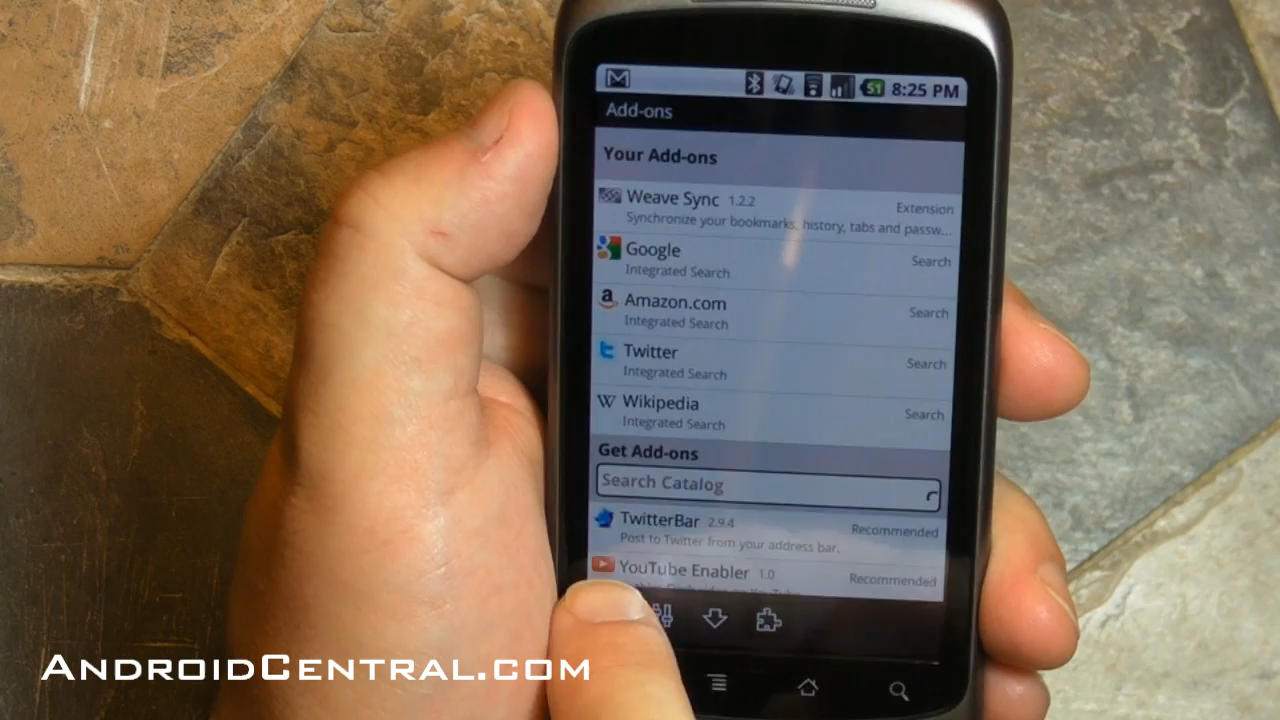 51 8:25 PM
Add-ons
Your Add-ons
Weave Sync 1.2.2 Extension
Synchronize your bookmarks, history, tabs and passw...
Google Search
Integrated Search
Amazon.com Search
Integrated Search
Twitter Search
Integrated Search
Wikipedia Search
Integrated Search
Get Add-ons
Search Catalog
TwitterBar 2.9.4 Recommended
Post to Twitter from your address bar.
YouTube Enabler 1.0 Recommended
AndroidCentral.com